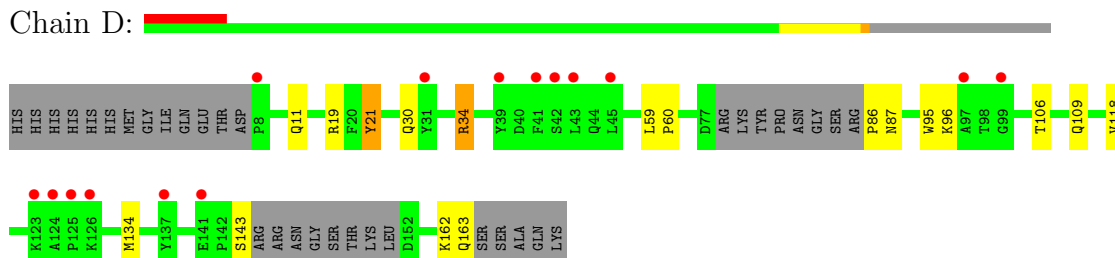 Chain D:
HIS HIS HIS HIS HIS HIS MET GLY ILE GLN GLU THR ASP P8 Q11 R19 F20 Y21 Q30 Y31 R34 Y39 D40 F41 S42 L43 Q44 L45 L59 P60 D77 ARG LYS TYR PRO ASN GLY SER ARG P86 N87 W95 K96 A97 T98 G99 T106 Q109 V118
K123 A124 P125 K126 M134 Y137 E141 P142 S143 ARG ARG ASN GLY SER THR LYS LEU D152 K162 Q163 SER SER ALA GLN LYS